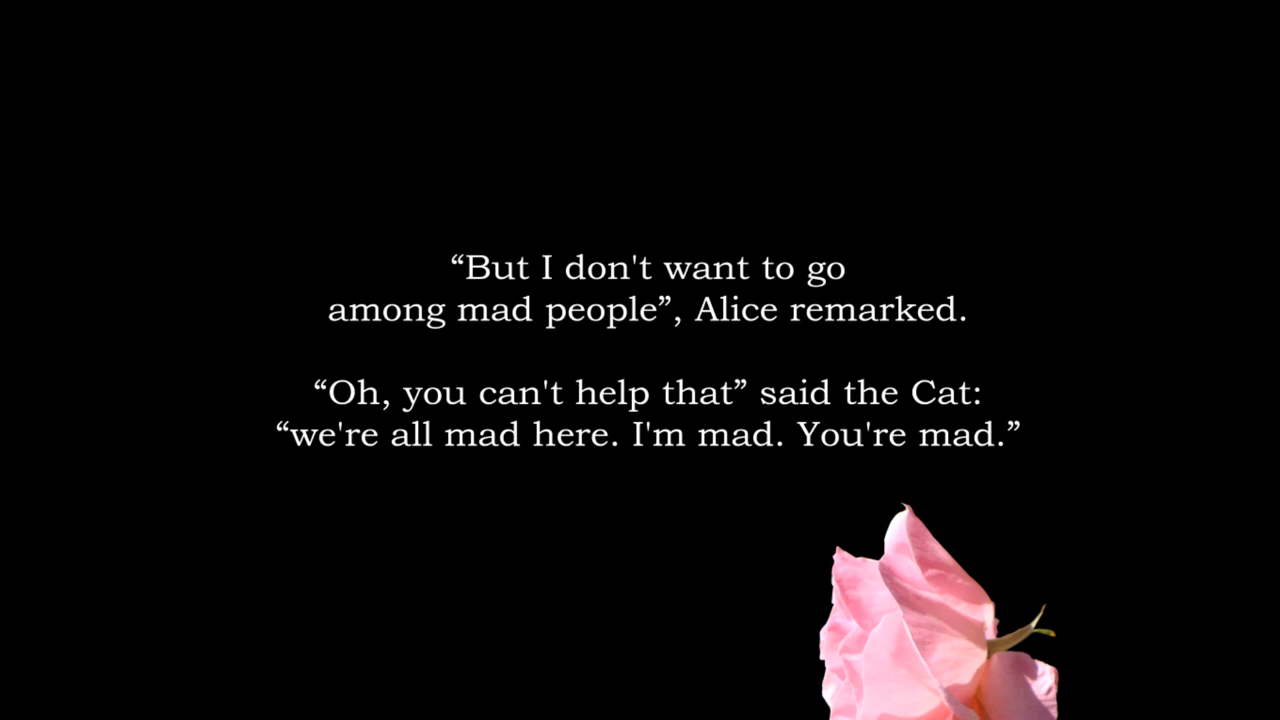 “But I don't want to go
among mad people”, Alice remarked.
“Oh, you can't help that” said the Cat:
“we're all mad here. I'm mad. You're mad.”